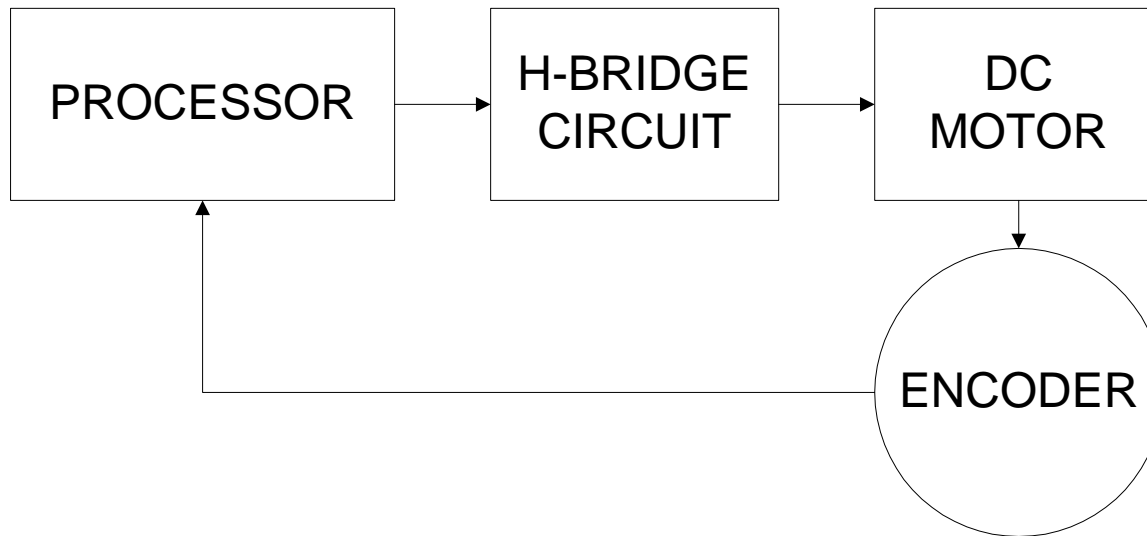 PROCESSOR
H-BRIDGE
CIRCUIT
DC
MOTOR
ENCODER